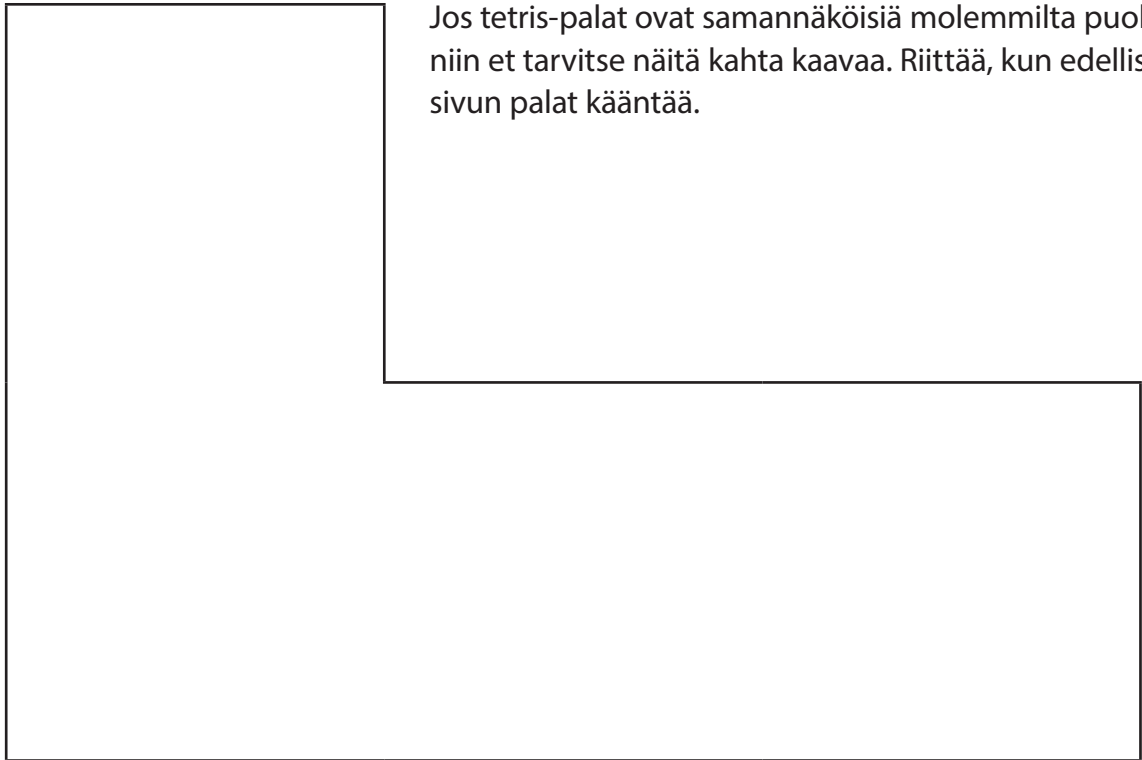 Jos tetris-palat ovat samannäköisiä molemmilta
niin et tarvitse näitä kahta kaavaa. Riittää, kun
sivun palat kääntää.